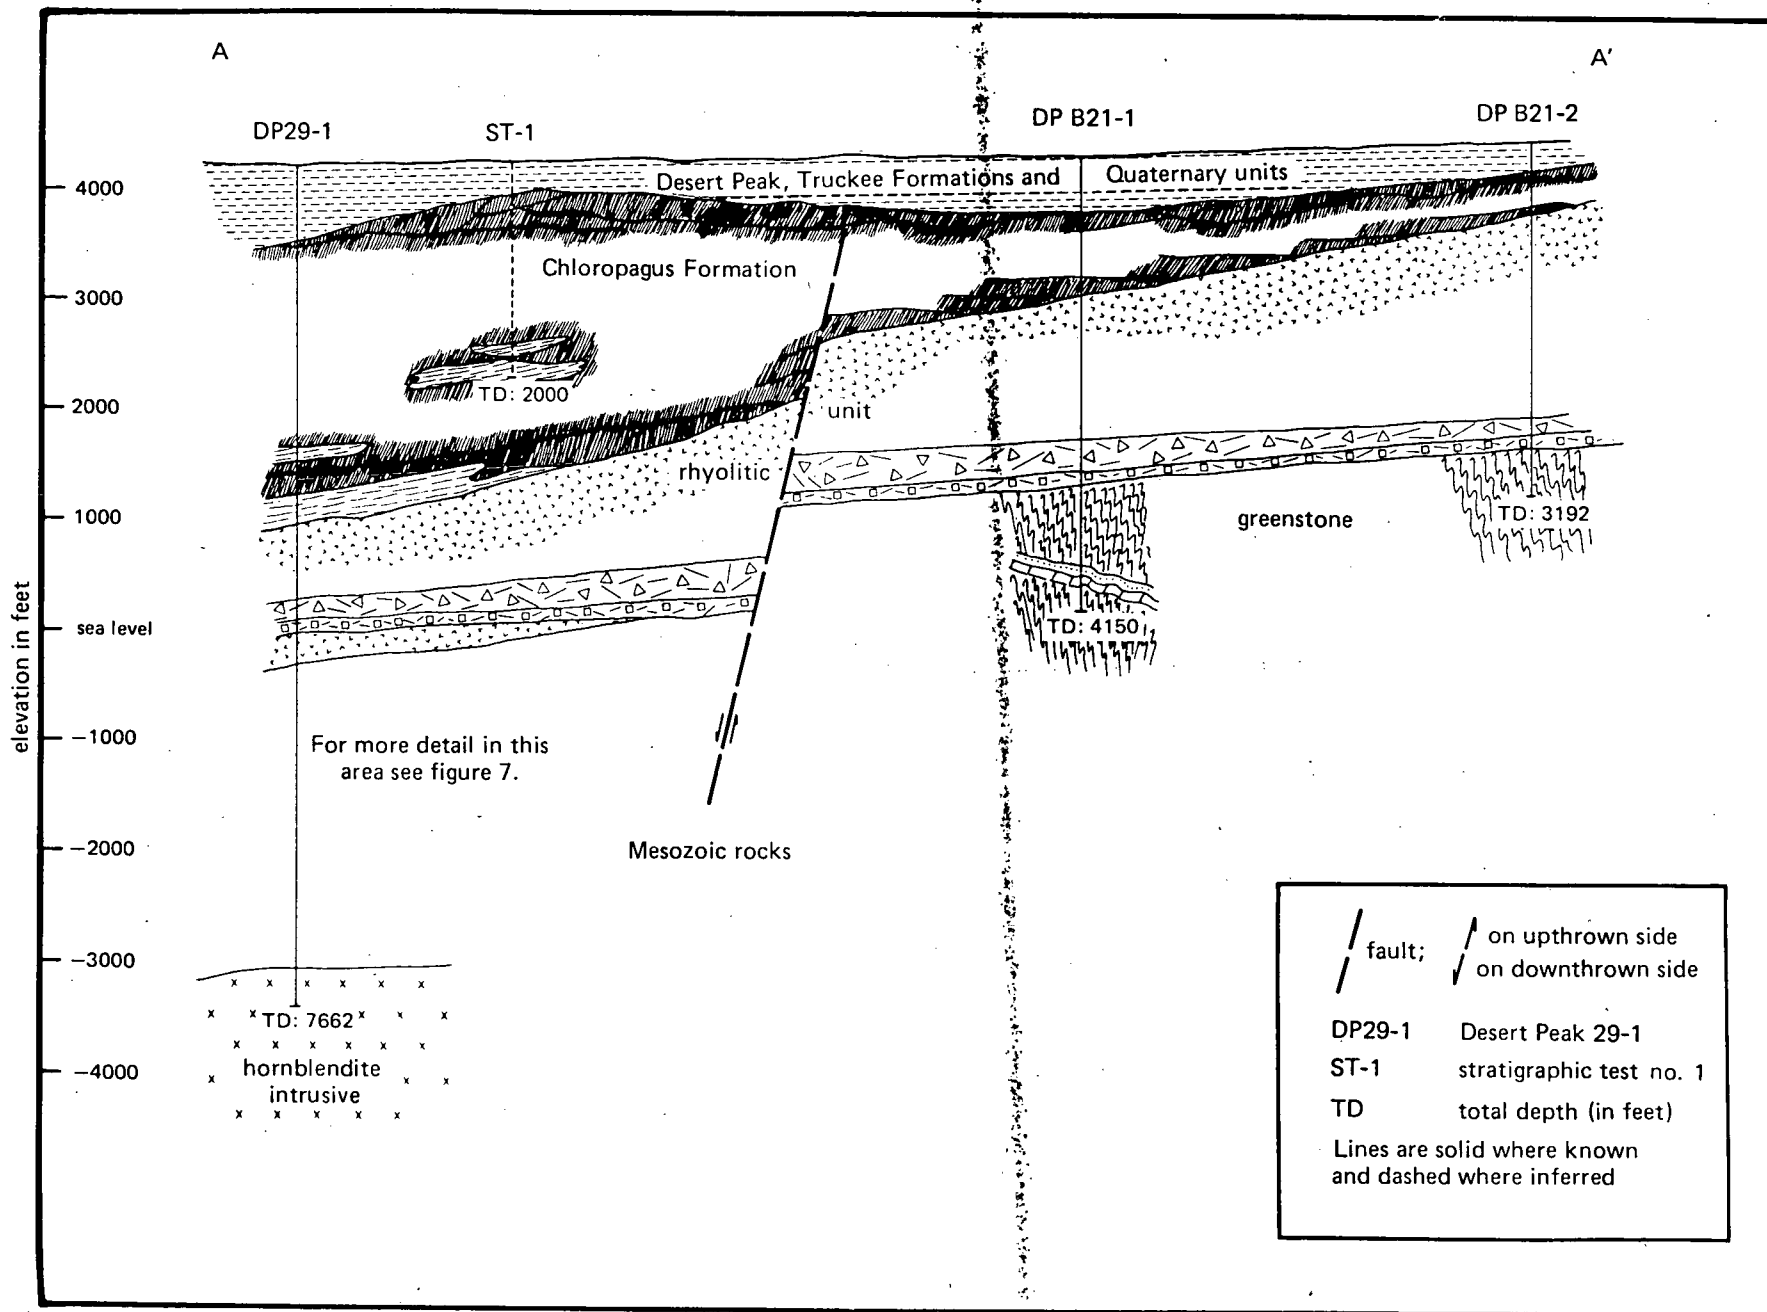 A
A'
DP29-1
ST-1
DP B21-1
DP B21-2
Desert Peak, Truckee Formations and Quaternary units
4000
3000
2000
1000
sea level
−1000
−2000
−3000
−4000
elevation in feet
Chloropagus Formation
TD: 2000
unit
rhyolitic
greenstone
TD: 3192
TD: 4150
For more detail in this
area see figure 7.
Mesozoic rocks
TD: 7662
hornblendite
intrusive
fault;
on upthrown side
on downthrown side
DP29-1 Desert Peak 29-1
ST-1 stratigraphic test no. 1
TD total depth (in feet)
Lines are solid where known
and dashed where inferred